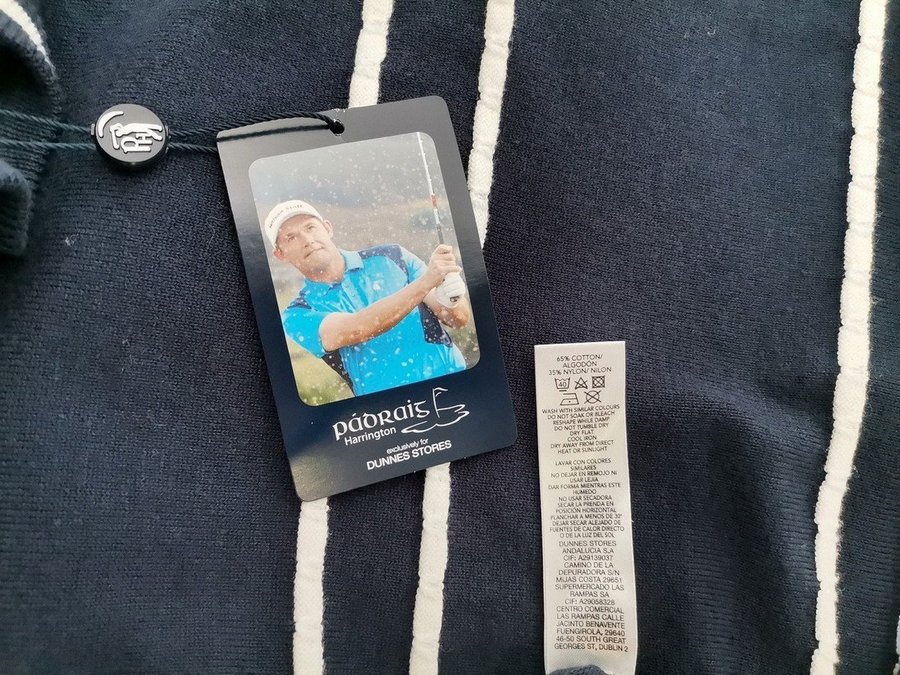 PH
pádraig
Harrington
exclusively for
DUNNES STORES
65% COTTON/
ALGODÓN
35% NYLON/ NILON
40
WASH WITH SIMILAR COLOURS
DO NOT SOAK OR BLEACH
RESHAPE WHILE DAMP
DO NOT TUMBLE DRY
DRY FLAT
COOL IRON
DRY AWAY FROM DIRECT
HEAT OR SUNLIGHT
LAVAR CON COLORES
SIMILARES
NO DEJAR EN REMOJO NI
USAR LEJIA
DAR FORMA MIENTRAS ESTE
HUMEDO
NO USAR SECADORA
SECAR LA PRENDA EN
POSICIÓN HORIZONTAL
PLANCHAR A MENOS DE 30°
DEJAR SECAR ALEJADO DE
FUENTES DE CALOR DIRECTO
O DE LA LUZ DEL SOL
DUNNES STORES
ANDALUCIA S.A
CIF: A29139037
CAMINO DE LA
DEPURADORA S/N
MIJAS COSTA 29651
SUPERMERCADO LAS
RAMPAS SA
CIF: A29058328
CENTRO COMERCIAL
LAS RAMPAS CALLE
JACINTO BENAVENTE
FUENGIROLA, 29640
46-50 SOUTH GREAT
GEORGES ST, DUBLIN 2